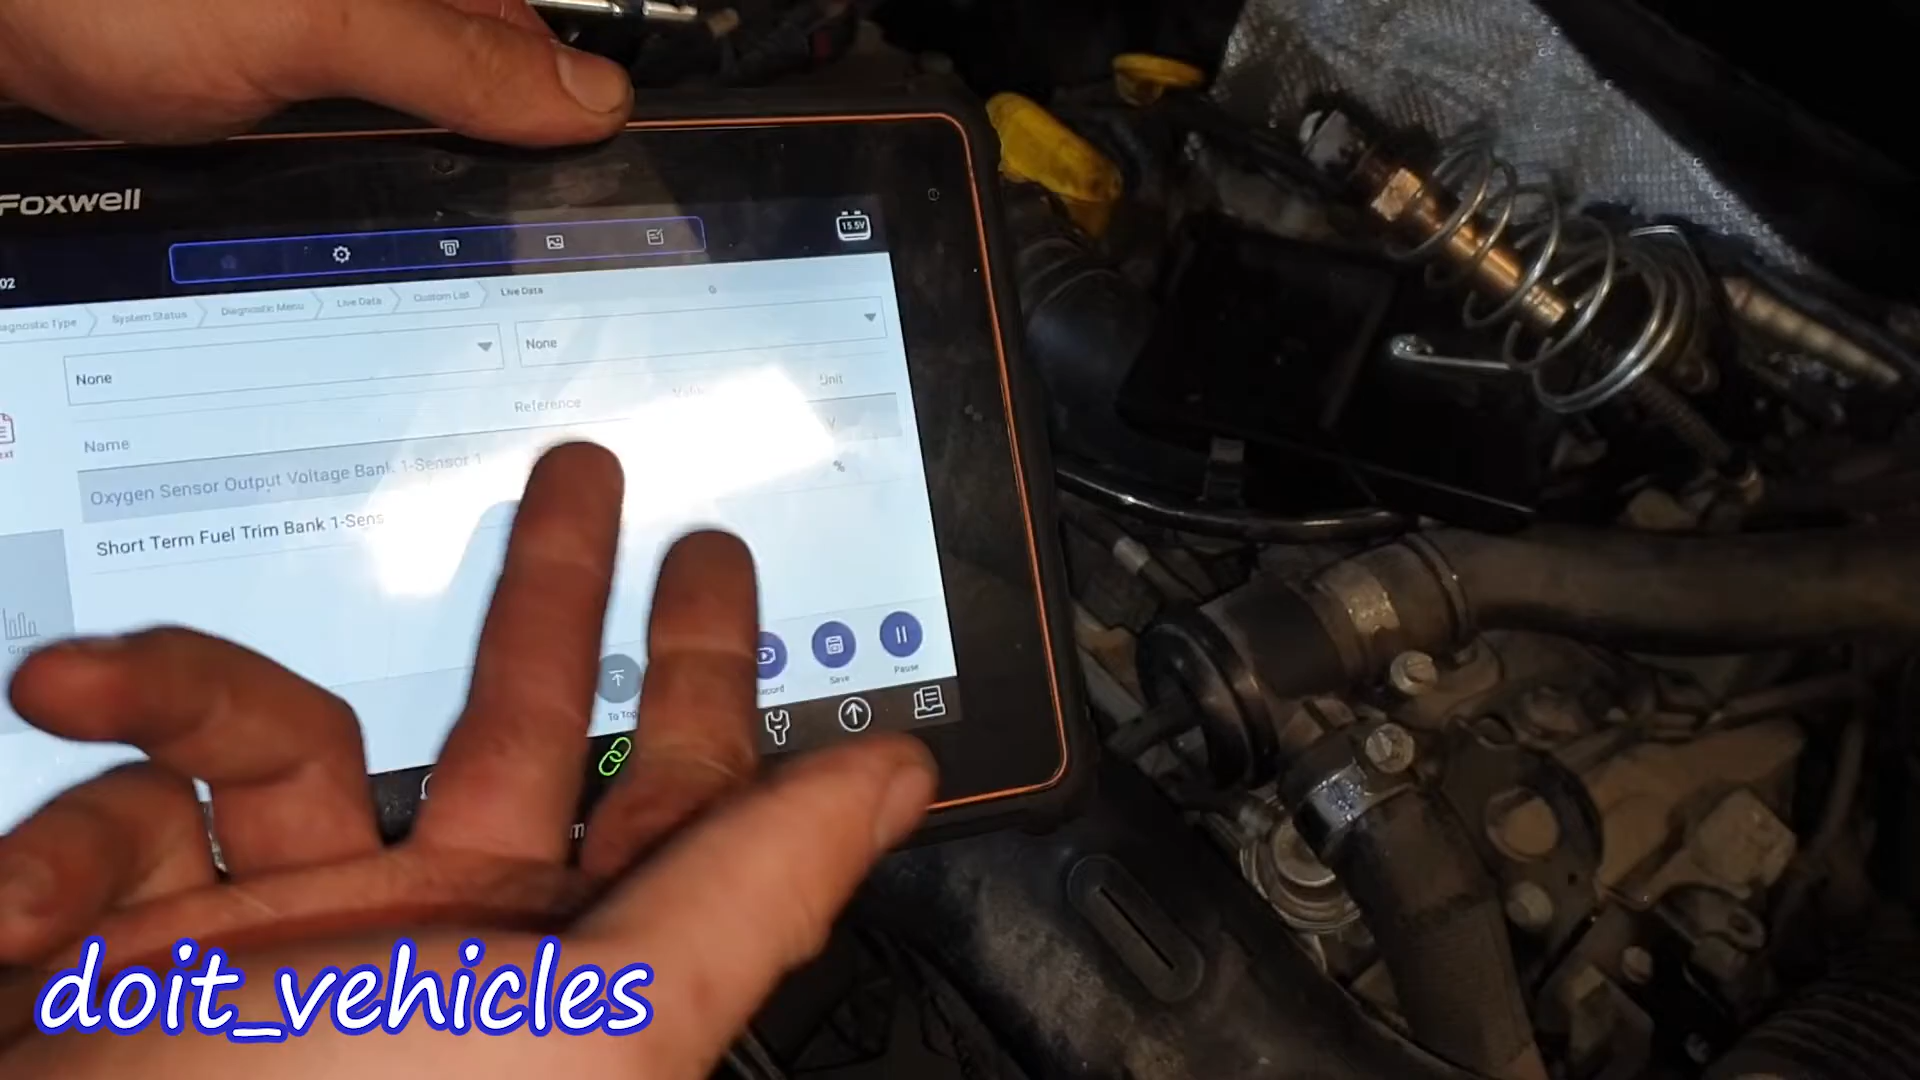 Foxwell
15.5V
02
agnostic Type
System Status
Diagnostic Menu
Live Data
Custom List
Live Data
None
None
Name
Reference
Unit
Oxygen Sensor Output Voltage Bank 1-Sensor 1
V
Short Term Fuel Trim Bank 1-Sens
%
To Top
Record
Save
Pause
doit_vehicles